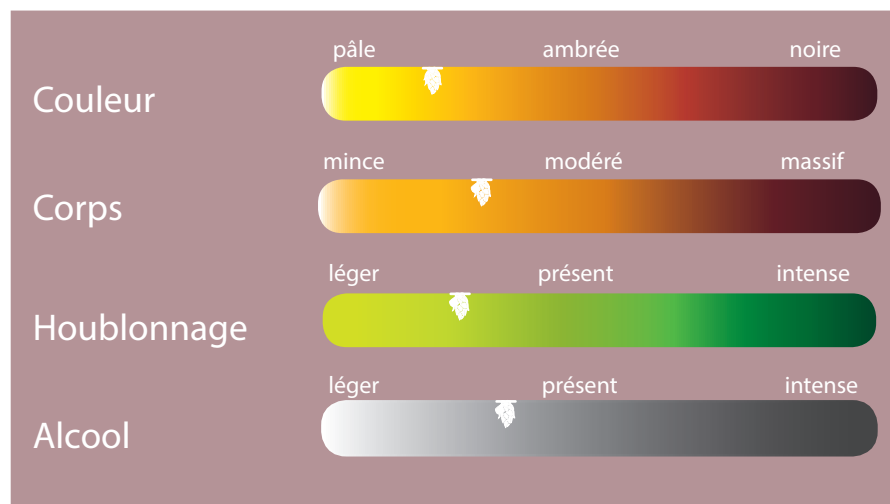 pâle ambrée noire
Couleur
mince modéré massif
Corps
léger présent intense
Houblonnage
léger présent intense
Alcool